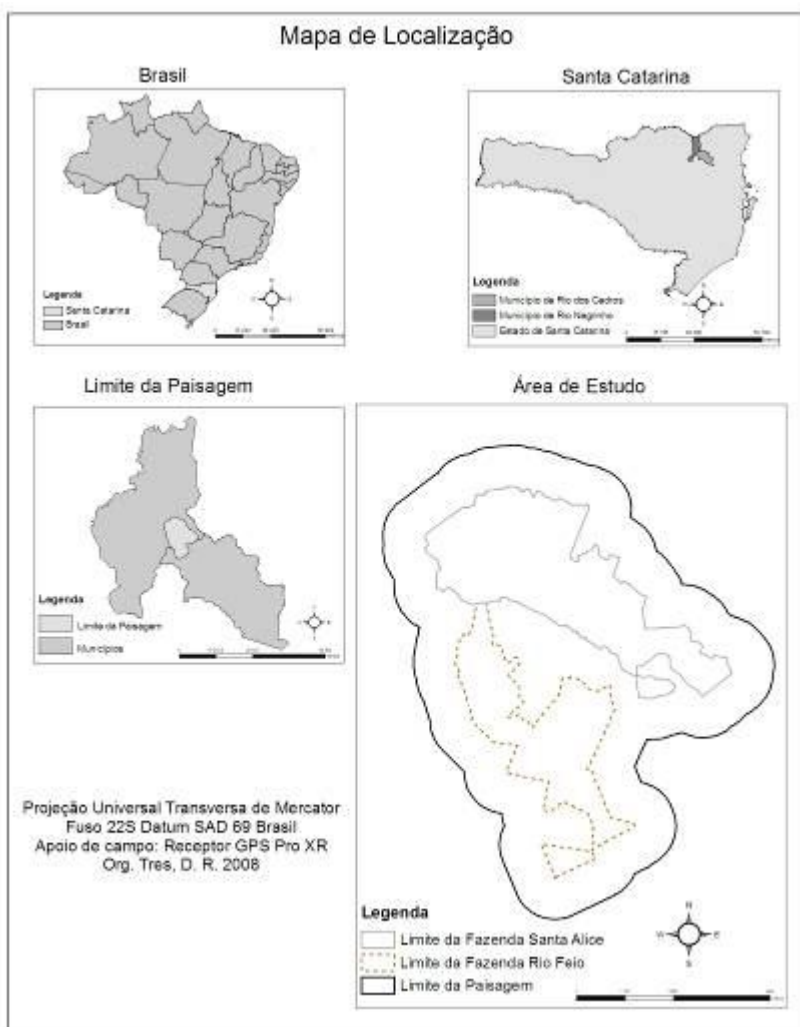 Mapa de Localização
Brasil
Legenda
Santa Catarina
Brasil
Santa Catarina
Legenda
Município de Rio dos Cedros
Município de Rio Negrinho
Estado de Santa Catarina
Limite da Paisagem
Legenda
Limite da Paisagem
Municípios
Área de Estudo
N
W
E
S
Legenda
Limite da Fazenda Santa Alice
Limite da Fazenda Rio Feio
Limite da Paisagem
Projeção Universal Transversa de Mercator
Fuso 22S Datum SAD 69 Brasil
Apoio de campo: Receptor GPS Pro XR
Org. Tres, D. R. 2008